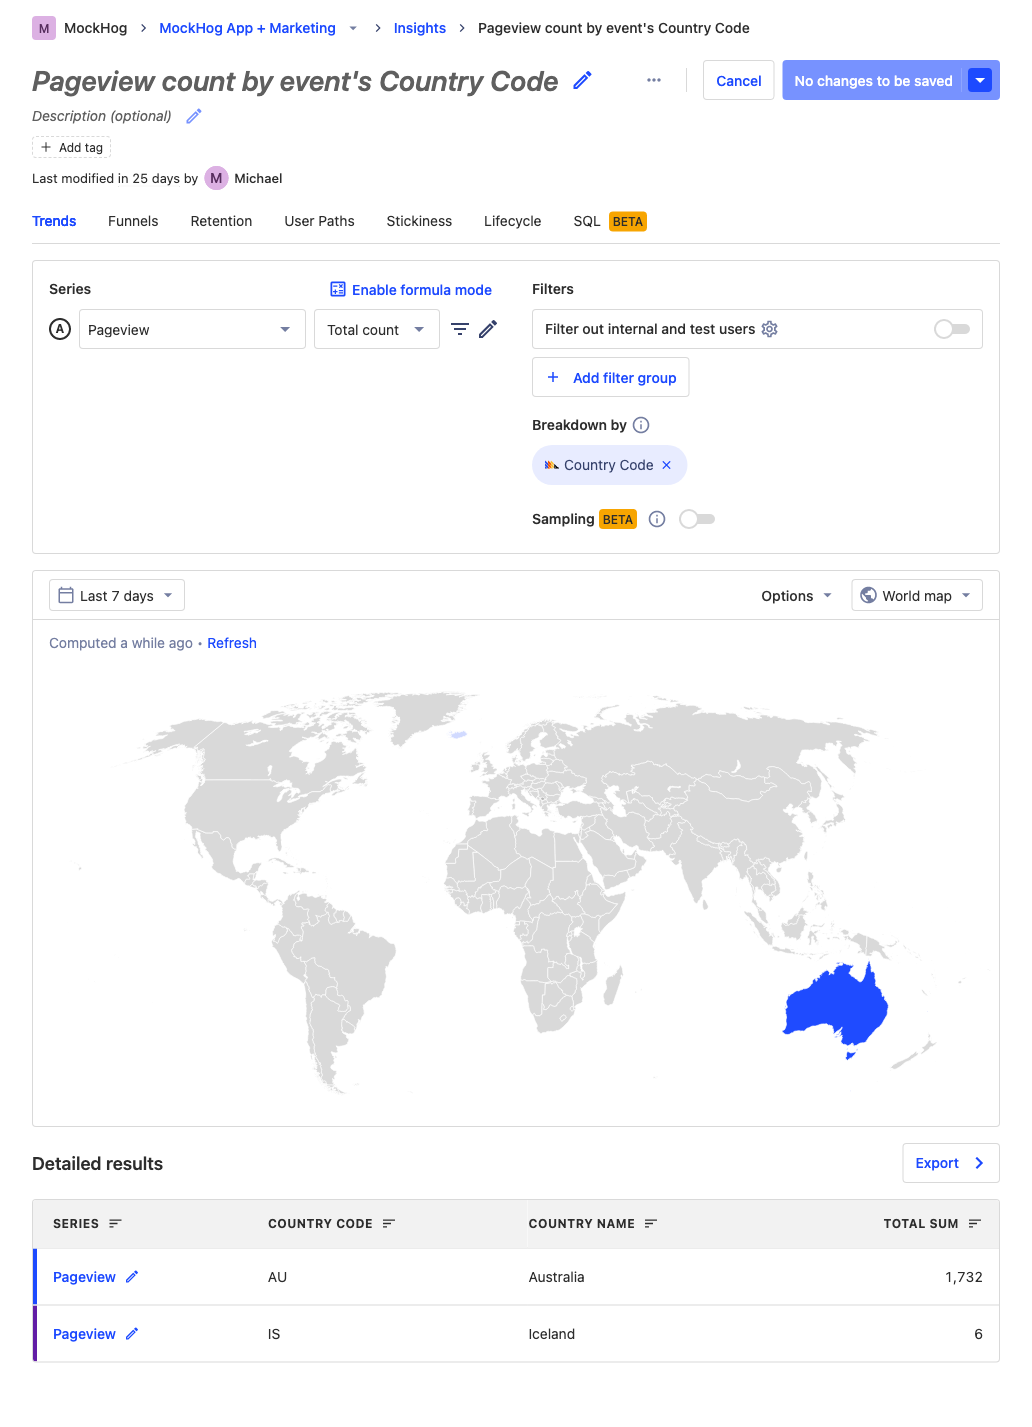 M MockHog > MockHog App + Marketing > Insights > Pageview count by event's Country Code
Pageview count by event's Country Code
Cancel
No changes to be saved
Description (optional)
+ Add tag
Last modified in 25 days by M Michael
Trends Funnels Retention User Paths Stickiness Lifecycle SQL BETA
Series
Enable formula mode
A Pageview Total count
Filters
Filter out internal and test users
+ Add filter group
Breakdown by
Country Code
Sampling BETA
Last 7 days
Options
World map
Computed a while ago • Refresh
Detailed results
Export
SERIES COUNTRY CODE COUNTRY NAME TOTAL SUM
Pageview AU Australia 1,732
Pageview IS Iceland 6